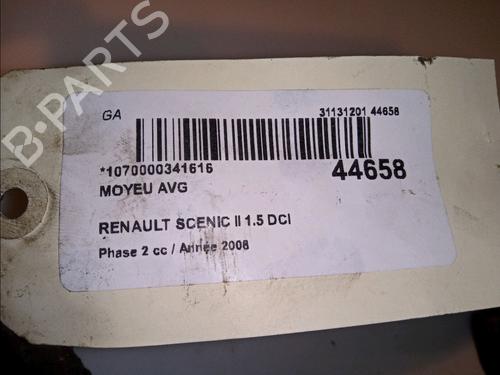 GA
31131201 44658
*1070000341616
44658
MOYEU AVG
RENAULT SCENIC II 1.5 DCI
Phase 2 cc / Année 2008
B-PARTS